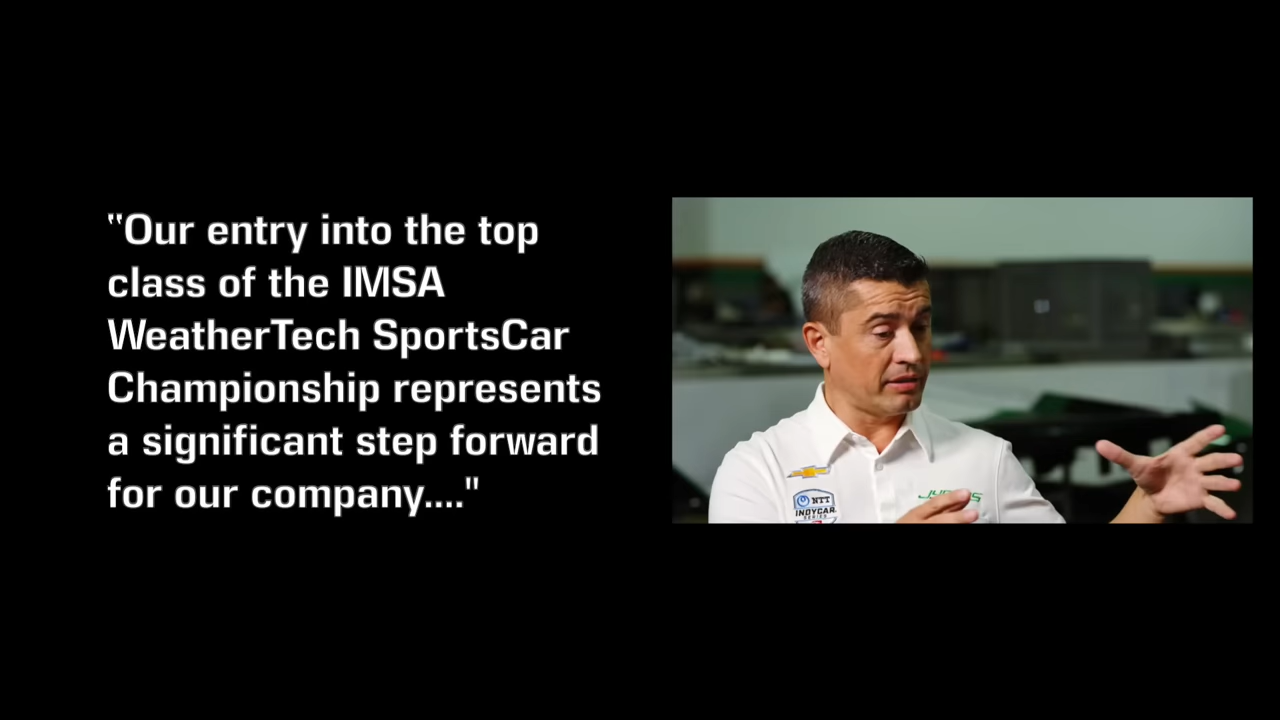 "Our entry into the top
class of the IMSA
WeatherTech SportsCar
Championship represents
a significant step forward
for our company...."
NTT
INDYCAR
SERIES